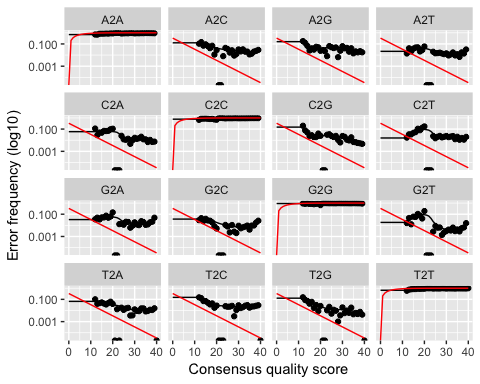 A2A A2C A2G A2T
0.100
0.001
C2A C2C C2G C2T
0.100
0.001
G2A G2C G2G G2T
0.100
0.001
T2A T2C T2G T2T
0.100
0.001
0 10 20 30 40 0 10 20 30 40 0 10 20 30 40 0 10 20 30 40
Consensus quality score
Error frequency (log10)